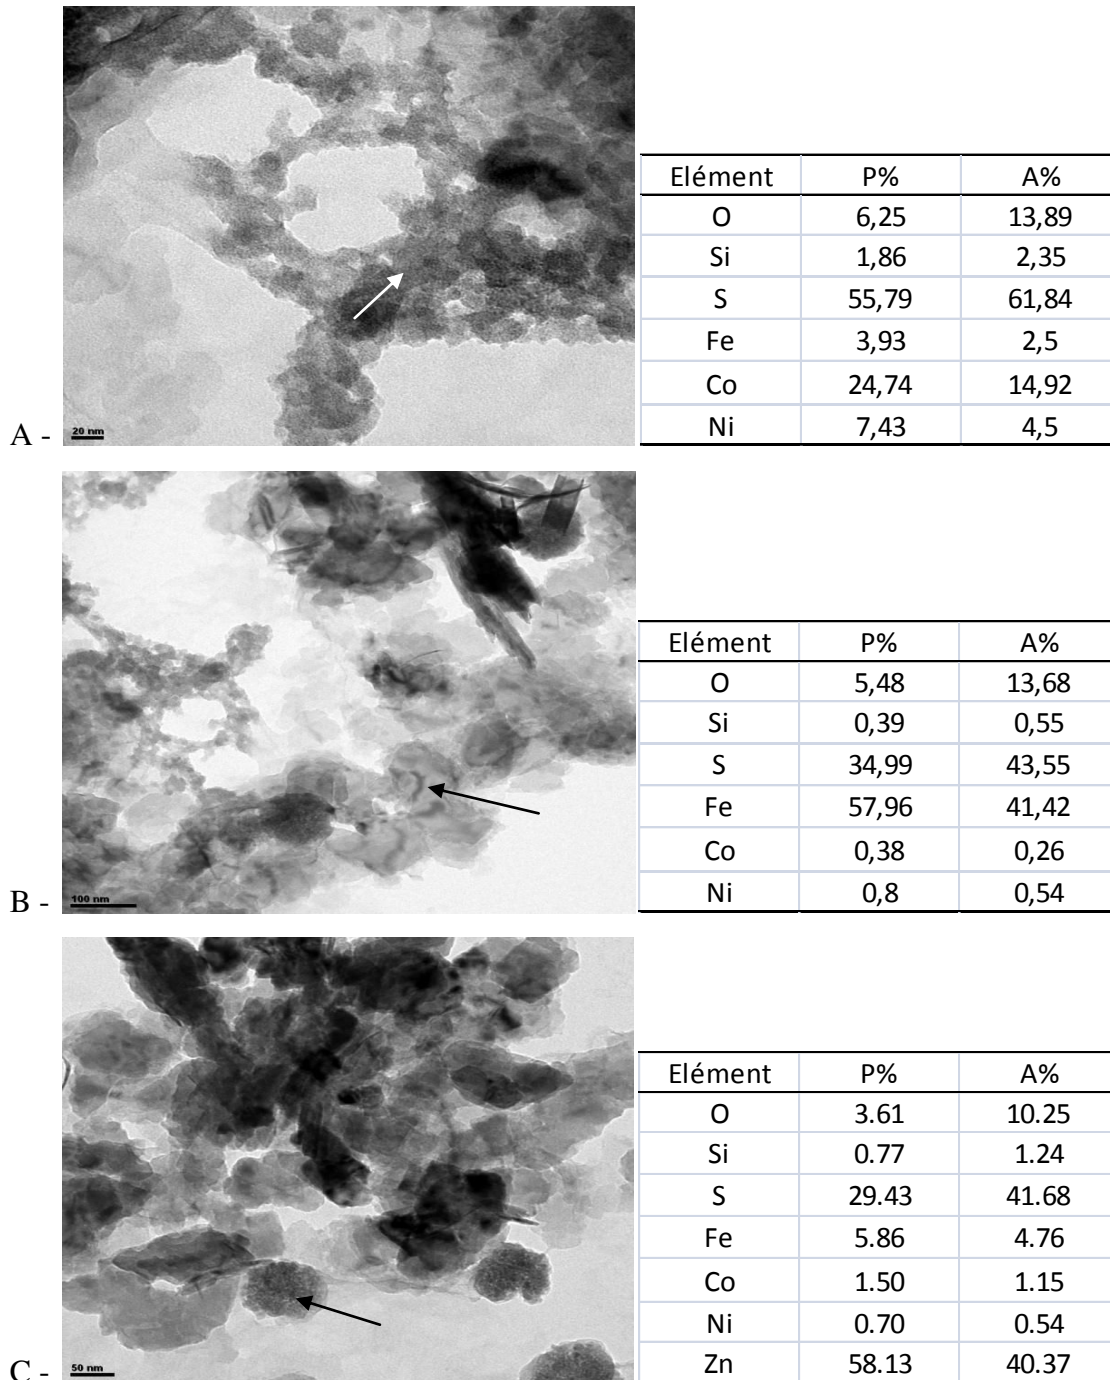 Elément P% A%
O 6,25 13,89
Si 1,86 2,35
S 55,79 61,84
Fe 3,93 2,5
Co 24,74 14,92
Ni 7,43 4,5
A - 20 nm
Elément P% A%
O 5,48 13,68
Si 0,39 0,55
S 34,99 43,55
Fe 57,96 41,42
Co 0,38 0,26
Ni 0,8 0,54
B - 100 nm
Elément P% A%
O 3.61 10.25
Si 0.77 1.24
S 29.43 41.68
Fe 5.86 4.76
Co 1.50 1.15
Ni 0.70 0.54
Zn 58.13 40.37
C - 50 nm